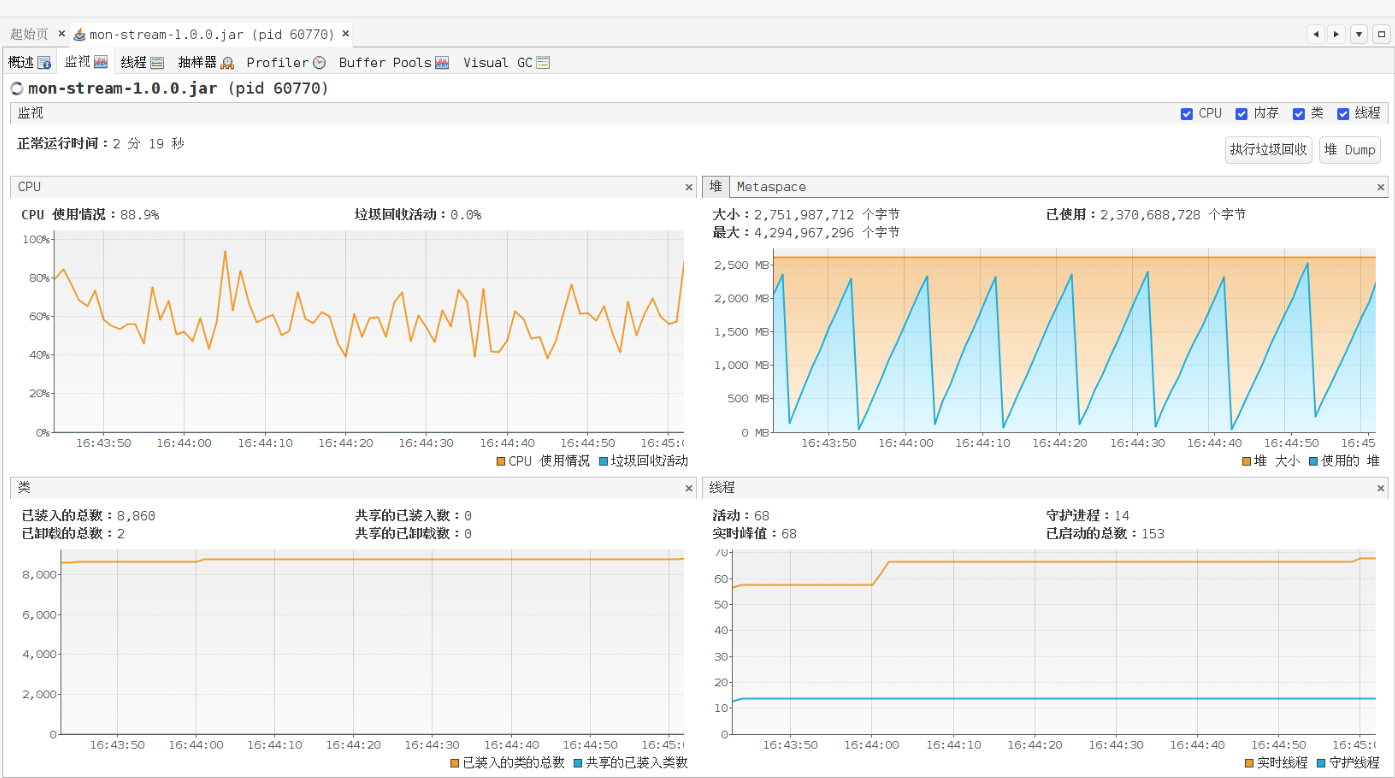 起始页 × mon-stream-1.0.0.jar (pid 60770) ×
概述 监视 线程 抽样器 Profiler Buffer Pools Visual GC
mon-stream-1.0.0.jar (pid 60770)
监视 CPU 内存 类 线程
正常运行时间：2 分 19 秒
执行垃圾回收 堆 Dump
CPU ×
CPU 使用情况：88.9% 垃圾回收活动：0.0%
100%
80%
60%
40%
20%
0%
16:43:50 16:44:00 16:44:10 16:44:20 16:44:30 16:44:40 16:44:50 16:45:0
CPU 使用情况 垃圾回收活动
堆 Metaspace ×
大小：2,751,987,712 个字节 已使用：2,370,688,728 个字节
最大：4,294,967,296 个字节
2,500 MB
2,000 MB
1,500 MB
1,000 MB
500 MB
0 MB
16:43:50 16:44:00 16:44:10 16:44:20 16:44:30 16:44:40 16:44:50 16:45
堆 大小 使用的 堆
类 ×
已装入的总数：8,860 共享的已装入数：0
已卸载的总数：2 共享的已卸载数：0
8,000
6,000
4,000
2,000
0
16:43:50 16:44:00 16:44:10 16:44:20 16:44:30 16:44:40 16:44:50 16:45:0
已装入的类的总数 共享的已装入类数
线程 ×
活动：68 守护进程：14
实时峰值：68 已启动的总数：153
70
60
50
40
30
20
10
0
16:43:50 16:44:00 16:44:10 16:44:20 16:44:30 16:44:40 16:44:50 16:45:0
实时线程 守护线程